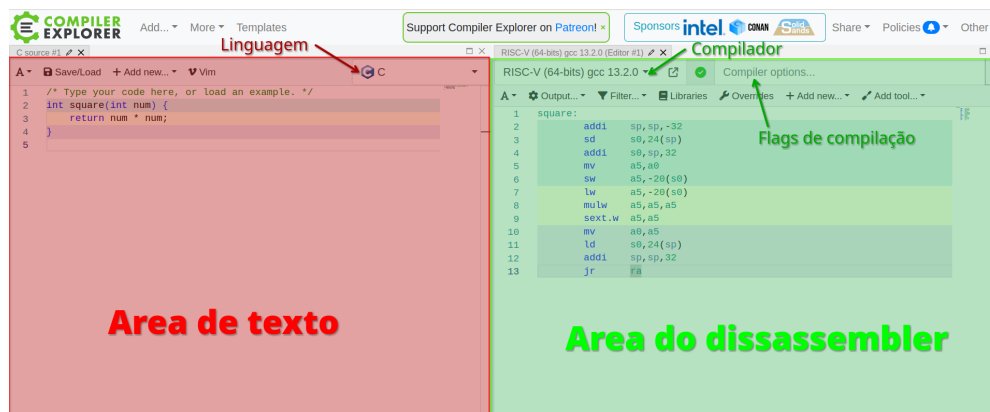 COMPILER
EXPLORER
Add...
More
Templates
Support Compiler Explorer on Patreon! ×
Sponsors intel. CONAN Solid Sands
Share
Policies
Other
Linguagem
Compilador
C source #1
RISC-V (64-bits) gcc 13.2.0 (Editor #1)
A
Save/Load
+ Add new...
Vim
C
RISC-V (64-bits) gcc 13.2.0
Compiler options...
A
Output...
Filter...
Libraries
Overrides
+ Add new...
Add tool...
Flags de compilação
1 /* Type your code here, or load an example. */
2 int square(int num) {
3 return num * num;
4 }
5
1 square:
2 addi sp,sp,-32
3 sd s0,24(sp)
4 addi s0,sp,32
5 mv a5,a0
6 sw a5,-20(s0)
7 lw a5,-20(s0)
8 mulw a5,a5,a5
9 sext.w a5,a5
10 mv a0,a5
11 ld s0,24(sp)
12 addi sp,sp,32
13 jr ra
Area de texto
Area do dissassembler